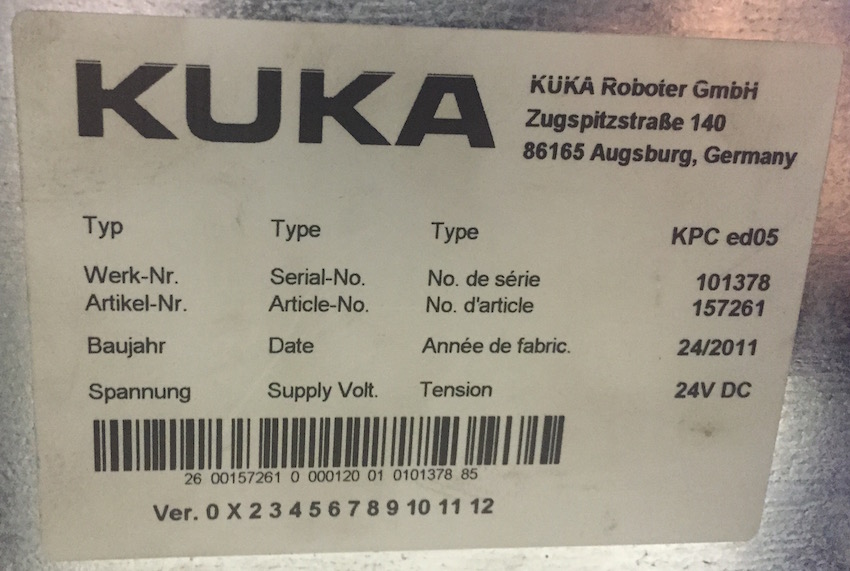 KUKA
KUKA Roboter GmbH
Zugspitzstraße 140
86165 Augsburg, Germany
Typ Type Type KPC ed05
Werk-Nr. Serial-No. No. de série 101378
Artikel-Nr. Article-No. No. d'article 157261
Baujahr Date Année de fabric. 24/2011
Spannung Supply Volt. Tension 24V DC
26 00157261 0 000120 01 0101378 85
Ver. 0 X 2 3 4 5 6 7 8 9 10 11 12